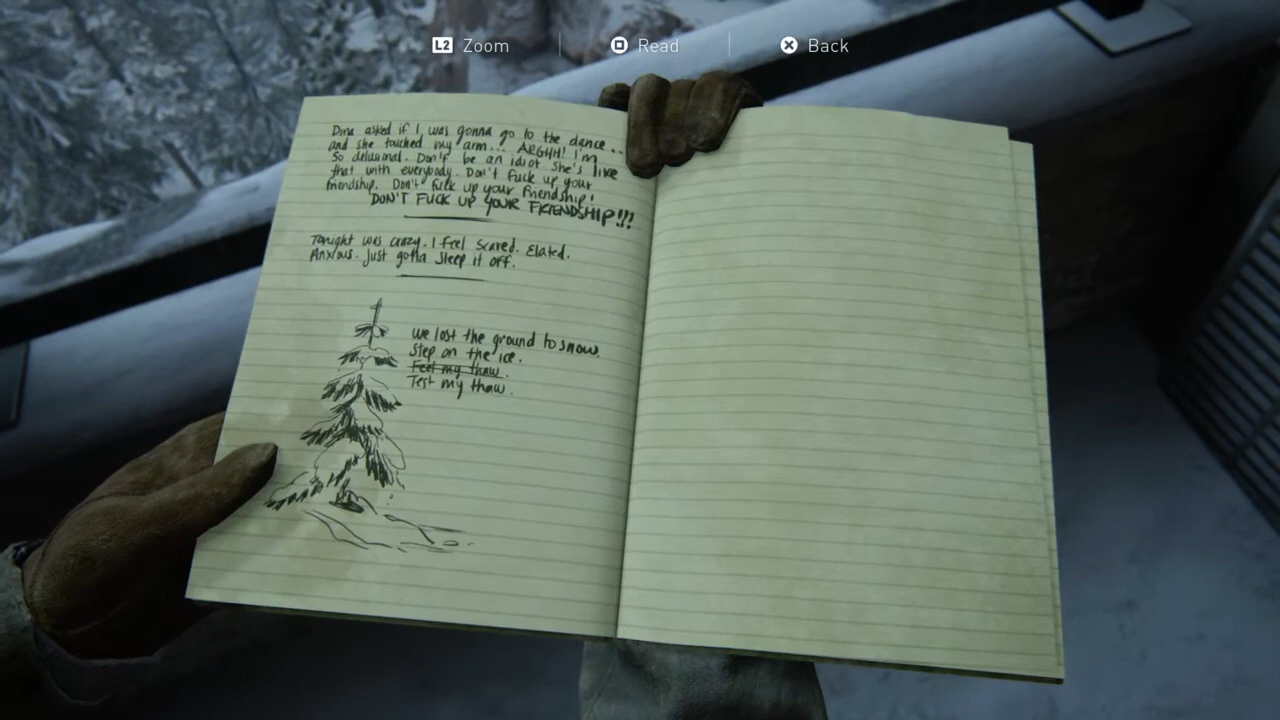 L2 Zoom | Read | Back
Dina asked if I was gonna go to the dance...
and she touched my arm... ARGHH! I'm
so delusional. Don't be an idiot. She's like
that with everybody. Don't fuck up your
friendship. Don't fuck up your friendship!
DON'T FUCK UP YOUR FRIENDSHIP!!!
Tonight was crazy. I feel scared. Elated.
Anxious. Just gotta sleep it off.
We lost the ground to snow.
Step on the ice.
Feel my thaw.
Test my thaw.